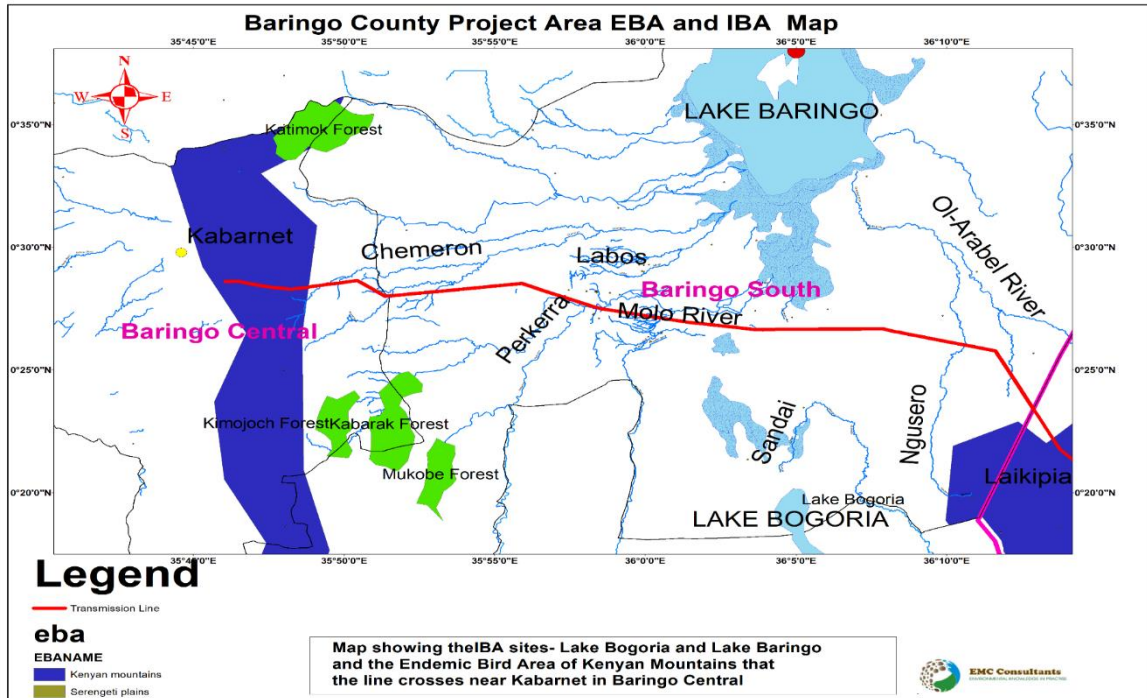 Baringo County Project Area EBA and IBA Map
35°45'0"E 35°50'0"E 35°55'0"E 36°0'0"E 36°5'0"E 36°10'0"E
N
W E
S
LAKE BARINGO
0°35'0"N
Katimok Forest
0°35'0"N
Ol-Arabel River
Kabarnet
0°30'0"N
Chemeron
Labos
0°30'0"N
Baringo South
Molo River
Baringo Central
Perkerra
0°25'0"N
0°25'0"N
Kimojoch Forest
Kabarak Forest
Sandai
Ngusero
Mukobe Forest
0°20'0"N
Laikipia
0°20'0"N
Lake Bogoria
LAKE BOGORIA
35°45'0"E 35°50'0"E 35°55'0"E 36°0'0"E 36°5'0"E 36°10'0"E
Legend
Transmission Line
eba
EBANAME
Kenyan mountains
Serengeti plains
Map showing theIBA sites- Lake Bogoria and Lake Baringo
and the Endemic Bird Area of Kenyan Mountains that
the line crosses near Kabarnet in Baringo Central
EMC Consultants
ENVIRONMENTAL KNOWLEDGE IN PRACTISE